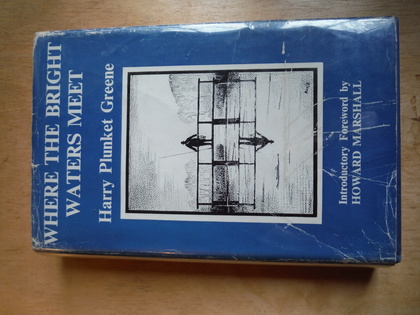 WHERE THE BRIGHT
WATERS MEET
Harry Plunket Greene
Introductory Foreword by
HOWARD MARSHALL